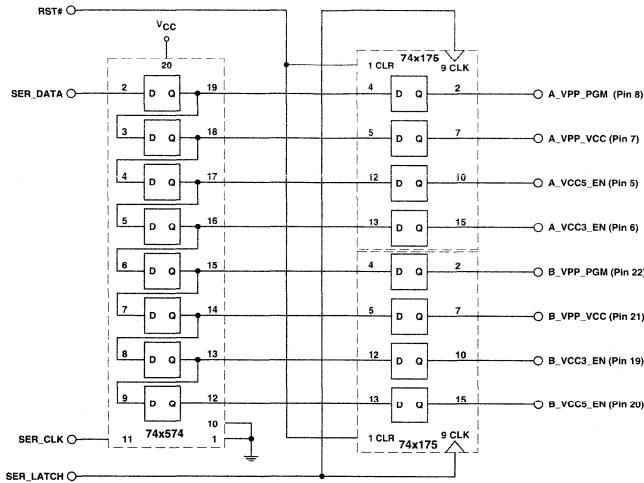 RST#
VCC
20
74x175
1 CLR
9 CLK
SER_DATA
2
D Q
19
4
D Q
2
A_VPP_PGM (Pin 8)
3
D Q
18
5
D Q
7
A_VPP_VCC (Pin 7)
4
D Q
17
12
D Q
10
A_VCC5_EN (Pin 5)
5
D Q
16
13
D Q
15
A_VCC3_EN (Pin 6)
6
D Q
15
4
D Q
2
B_VPP_PGM (Pin 22)
7
D Q
14
5
D Q
7
B_VPP_VCC (Pin 21)
8
D Q
13
12
D Q
10
B_VCC3_EN (Pin 19)
9
D Q
12
13
D Q
15
B_VCC5_EN (Pin 20)
74x574
10
1
SER_CLK
11
1 CLR
74x175
9 CLK
SER_LATCH